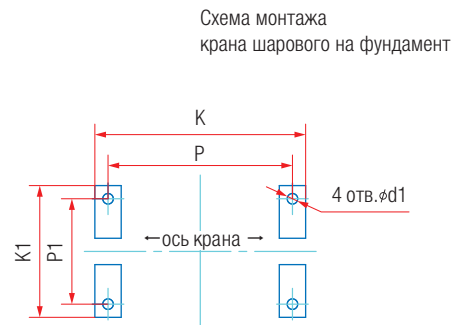 Схема монтажа
крана шарового на фундамент
K
P
4 отв.⌀d1
ось крана
K1
P1